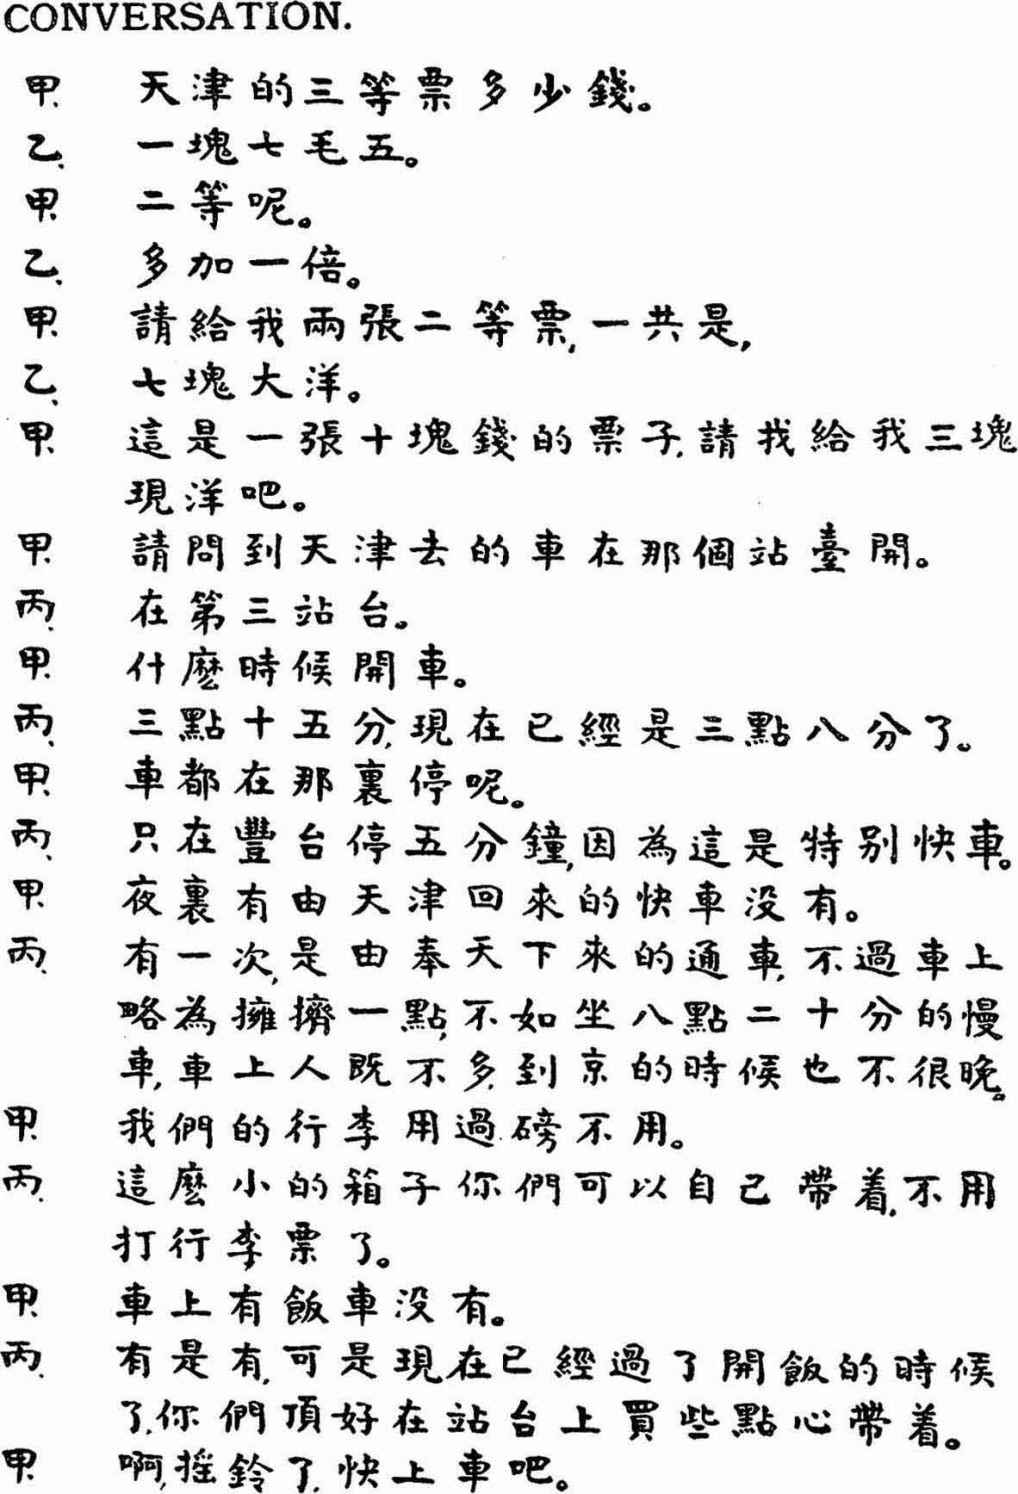 CONVERSATION.
甲、 天津的三等票多少錢。
乙、 一塊七毛五。
甲、 二等呢。
乙、 多加一倍。
甲、 請給我兩張二等票,一共是,
乙、 七塊大洋。
甲、 這是一張十塊錢的票子,請找給我三塊
現洋吧。
甲、 請問到天津去的車在那個站臺開。
丙、 在第三站台。
甲、 什麼時候開車。
丙、 三點十五分,現在已經是三點八分了。
甲、 車都在那裏停呢。
丙、 只在豐台停五分鐘,因為這是特別快車。
甲、 夜裏有由天津回來的快車没有。
丙、 有一次,是由奉天下來的通車,不過車上
略為擁擠一點,不如坐八點二十分的慢
車,車上人既不多,到京的時候也不很晚。
甲、 我們的行李用過磅不用。
丙、 這麼小的箱子你們可以自己帶着,不用
打行李票了。
甲、 車上有飯車没有。
丙、 有是有,可是現在已經過了開飯的時候
了,你們頂好在站台上買些點心帶着。
甲、 啊,摇鈴了,快上車吧。